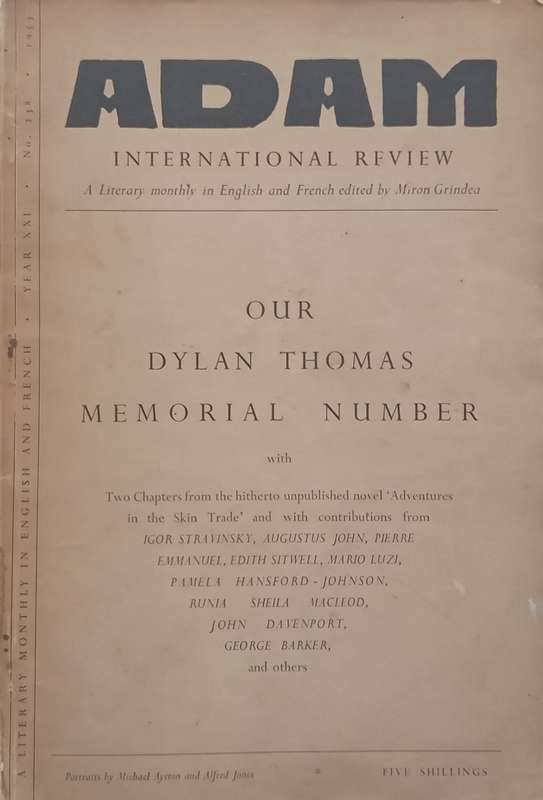 ADAM
INTERNATIONAL REVIEW
A Literary monthly in English and French edited by Miron Grindea
OUR
DYLAN THOMAS
MEMORIAL NUMBER
with
Two Chapters from the hitherto unpublished novel 'Adventures
in the Skin Trade' and with contributions from
IGOR STRAVINSKY, AUGUSTUS JOHN, PIERRE
EMMANUEL, EDITH SITWELL, MARIO LUZI,
PAMELA HANSFORD-JOHNSON,
RUNIA SHEILA MACLEOD,
JOHN DAVENPORT,
GEORGE BARKER,
and others
Portraits by Michael Ayrton and Alfred Jones
FIVE SHILLINGS
A LITERARY MONTHLY IN ENGLISH AND FRENCH · YEAR XXI · No. 238 · 1953